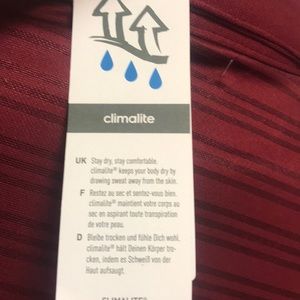 climalite
UK Stay dry, stay comfortable.
climalite® keeps your body dry by
drawing sweat away from the skin.
F Restez au sec et sentez-vous bien.
climalite® maintient votre corps au
sec en aspirant toute transpiration
de votre peau.
D Bleibe trocken und fühle Dich wohl.
climalite® hält Deinen Körper tro-
cken, indem es Schweiß von der
Haut aufsaugt.
CLIMALITE®